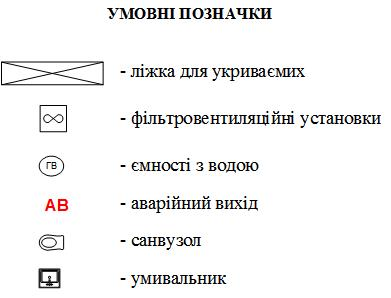 УМОВНІ ПОЗНАЧКИ
- ліжка для укриваємих
- фільтровентиляційні установки
ГВ - ємності з водою
АВ - аварійний вихід
- санвузол
- умивальник